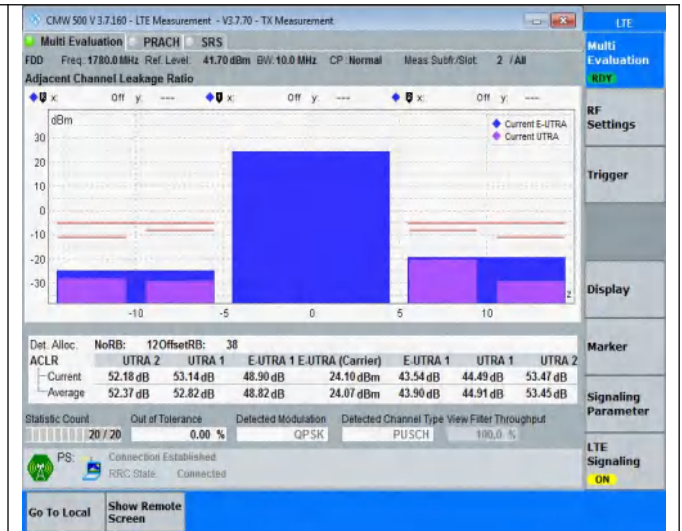 CMW 500 V 3.7.160 - LTE Measurement - V3.7.70 - TX Measurement
LTE
Multi Evaluation PRACH SRS
Multi
Evaluation
RDY
FDD Freq.: 1780.0 MHz Ref. Level: 41.70 dBm BW: 10.0 MHz CP: Normal Meas Subfr./Slot: 2 / All
Adjacent Channel Leakage Ratio
x: Off y: --- x: Off y: --- x: Off y: ---
dBm
Current E-UTRA
Current UTRA
RF
Settings
Trigger
30
20
10
0
-10
-20
-30
2
-10 -5 0 5 10
Display
Marker
Det. Alloc. NoRB: 12 OffsetRB: 38
ACLR UTRA 2 UTRA 1 E-UTRA 1 E-UTRA (Carrier) E-UTRA 1 UTRA 1 UTRA 2
Current 52.18 dB 53.14 dB 48.90 dB 24.10 dBm 43.54 dB 44.49 dB 53.47 dB
Average 52.37 dB 52.82 dB 48.82 dB 24.07 dBm 43.90 dB 44.91 dB 53.45 dB
Signaling
Parameter
Statistic Count Out of Tolerance Detected Modulation Detected Channel Type View Filter Throughput
20 / 20 0.00 % QPSK PUSCH 100.0 %
PS: Connection Established
RRC State Connected
LTE
Signaling
ON
Go To Local
Show Remote
Screen